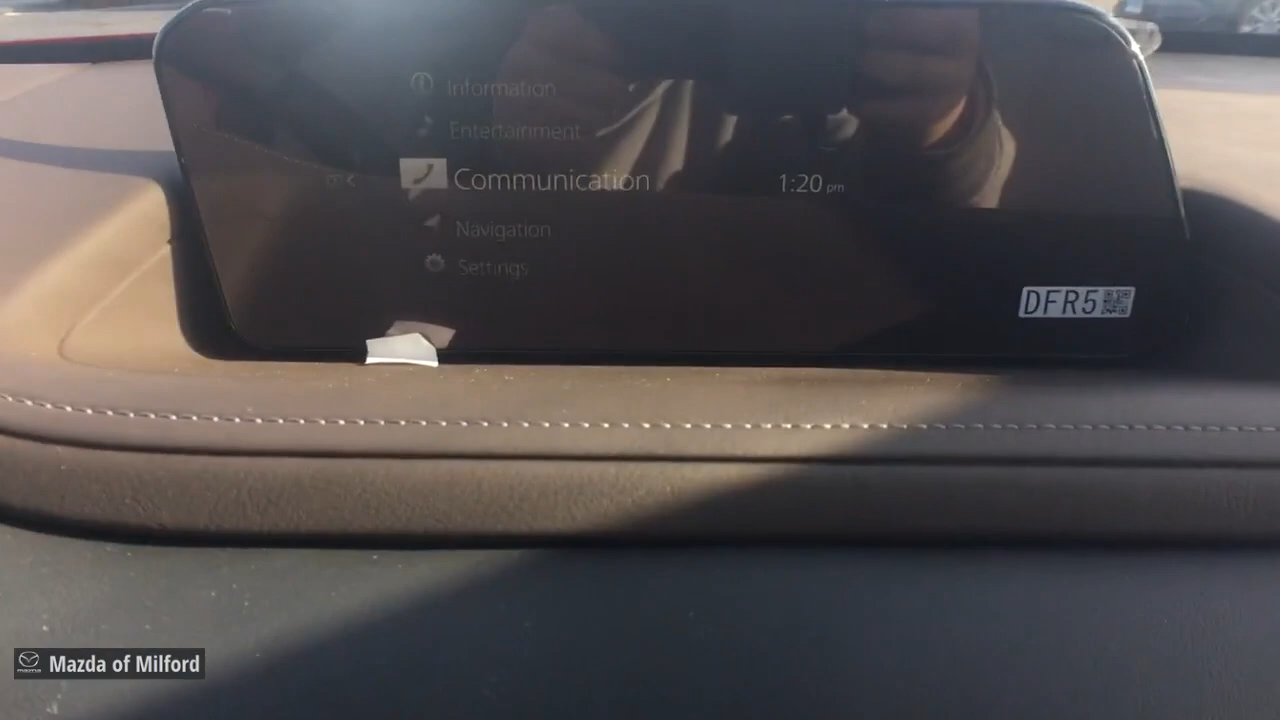 Information
Entertainment
Communication
1:20 pm
Navigation
Settings
DFR5
Mazda of Milford